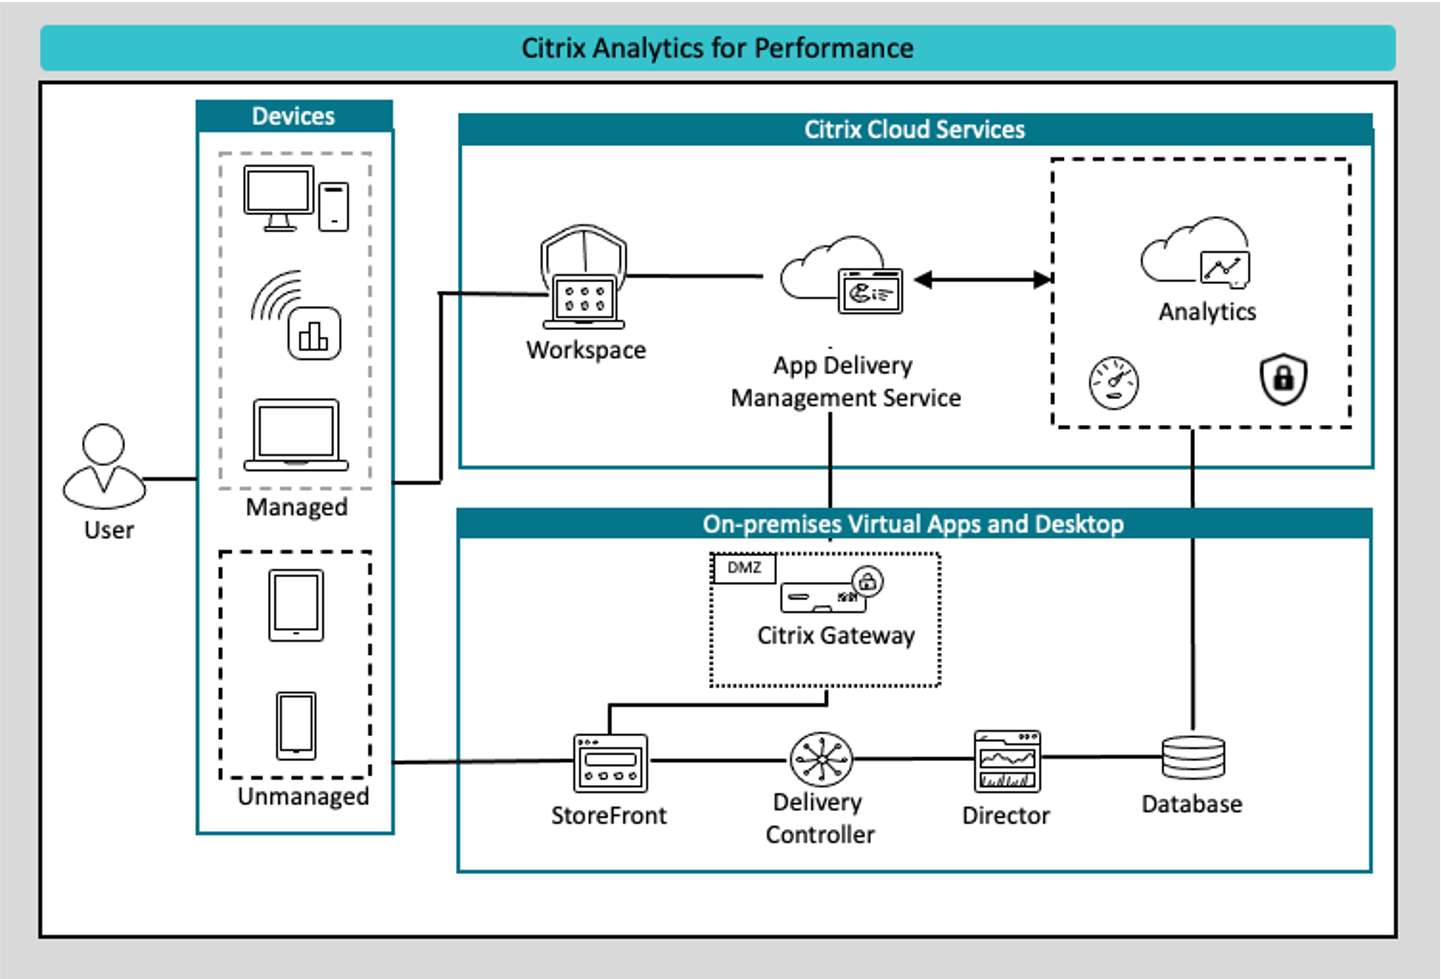 Citrix Analytics for Performance
Devices
Managed
User
Unmanaged
Citrix Cloud Services
Workspace
App Delivery
Management Service
Analytics
On-premises Virtual Apps and Desktop
DMZ
Citrix Gateway
StoreFront
Delivery
Controller
Director
Database